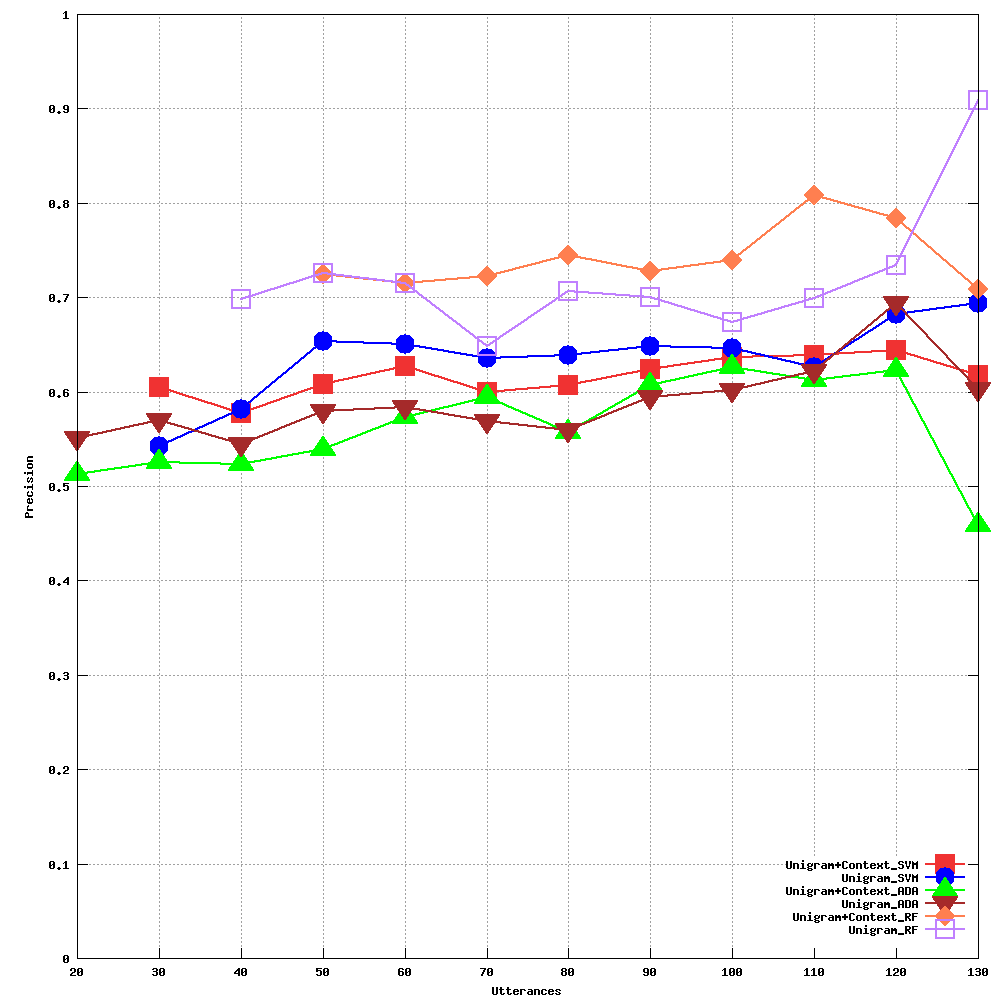 1
0.9
0.8
0.7
0.6
0.5
0.4
0.3
0.2
0.1
0
Precision
20 30 40 50 60 70 80 90 100 110 120 130
Utterances
Unigram+Context_SVM
Unigram_SVM
Unigram+Context_ADA
Unigram_ADA
Unigram+Context_RF
Unigram_RF